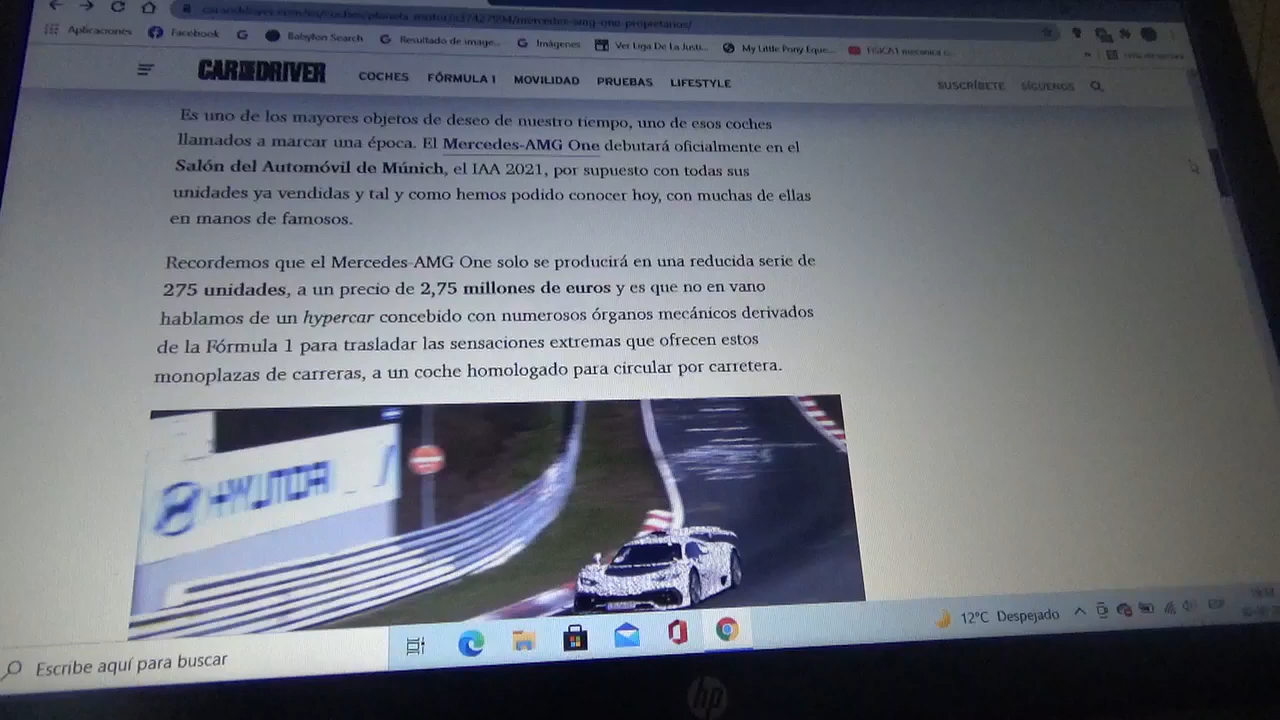 mercedes-amg-one-propietarios/
Aplicaciones Facebook Babylon Search Resultado de image... Imágenes Ver Liga De La Justi... My Little Pony Eque...
CAR AND DRIVER COCHES FÓRMULA 1 MOVILIDAD PRUEBAS LIFESTYLE SUSCRÍBETE SÍGUENOS
Es uno de los mayores objetos de deseo de nuestro tiempo, uno de esos coches
llamados a marcar una época. El Mercedes-AMG One debutará oficialmente en el
Salón del Automóvil de Múnich, el IAA 2021, por supuesto con todas sus
unidades ya vendidas y tal y como hemos podido conocer hoy, con muchas de ellas
en manos de famosos.
Recordemos que el Mercedes-AMG One solo se producirá en una reducida serie de
275 unidades, a un precio de 2,75 millones de euros y es que no en vano
hablamos de un hypercar concebido con numerosos órganos mecánicos derivados
de la Fórmula 1 para trasladar las sensaciones extremas que ofrecen estos
monoplazas de carreras, a un coche homologado para circular por carretera.
HYUNDAI
12°C Despejado
Escribe aquí para buscar
hp